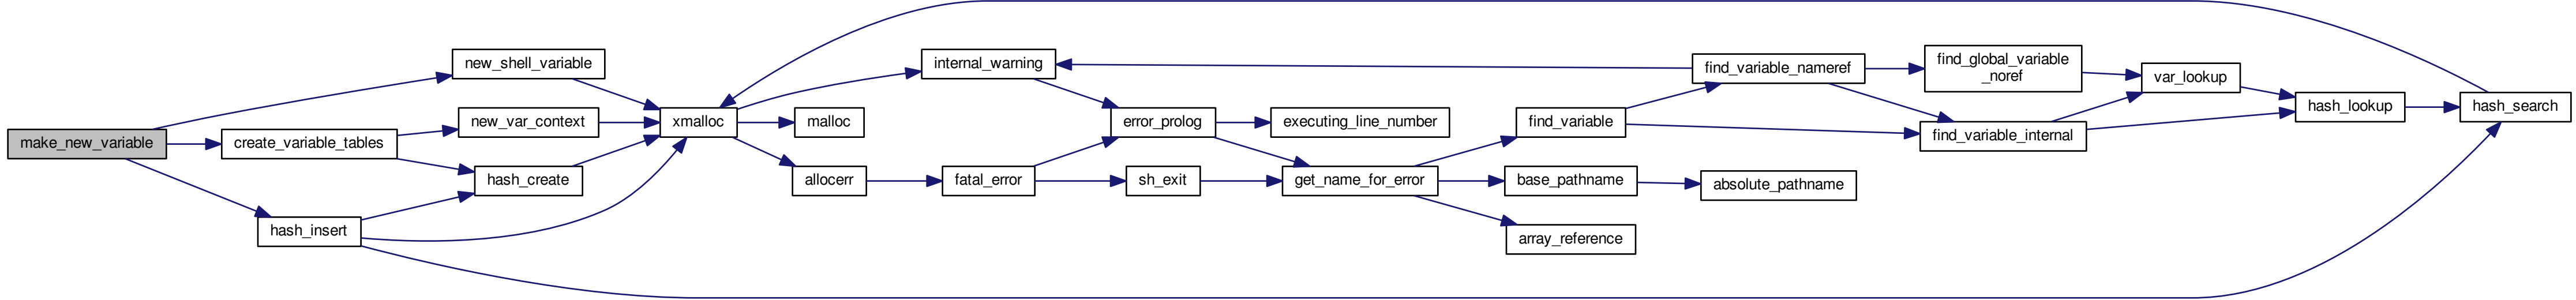 make_new_variable
new_shell_variable
create_variable_tables
new_var_context
hash_create
hash_insert
xmalloc
internal_warning
malloc
allocerr
fatal_error
error_prolog
sh_exit
executing_line_number
get_name_for_error
find_variable
base_pathname
array_reference
find_variable_nameref
absolute_pathname
find_global_variable
_noref
find_variable_internal
var_lookup
hash_lookup
hash_search